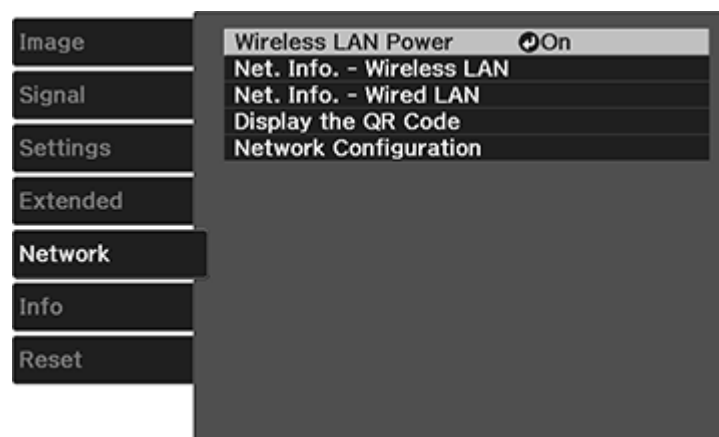 Image
Signal
Settings
Extended
Network
Info
Reset
Wireless LAN Power On
Net. Info. - Wireless LAN
Net. Info. - Wired LAN
Display the QR Code
Network Configuration